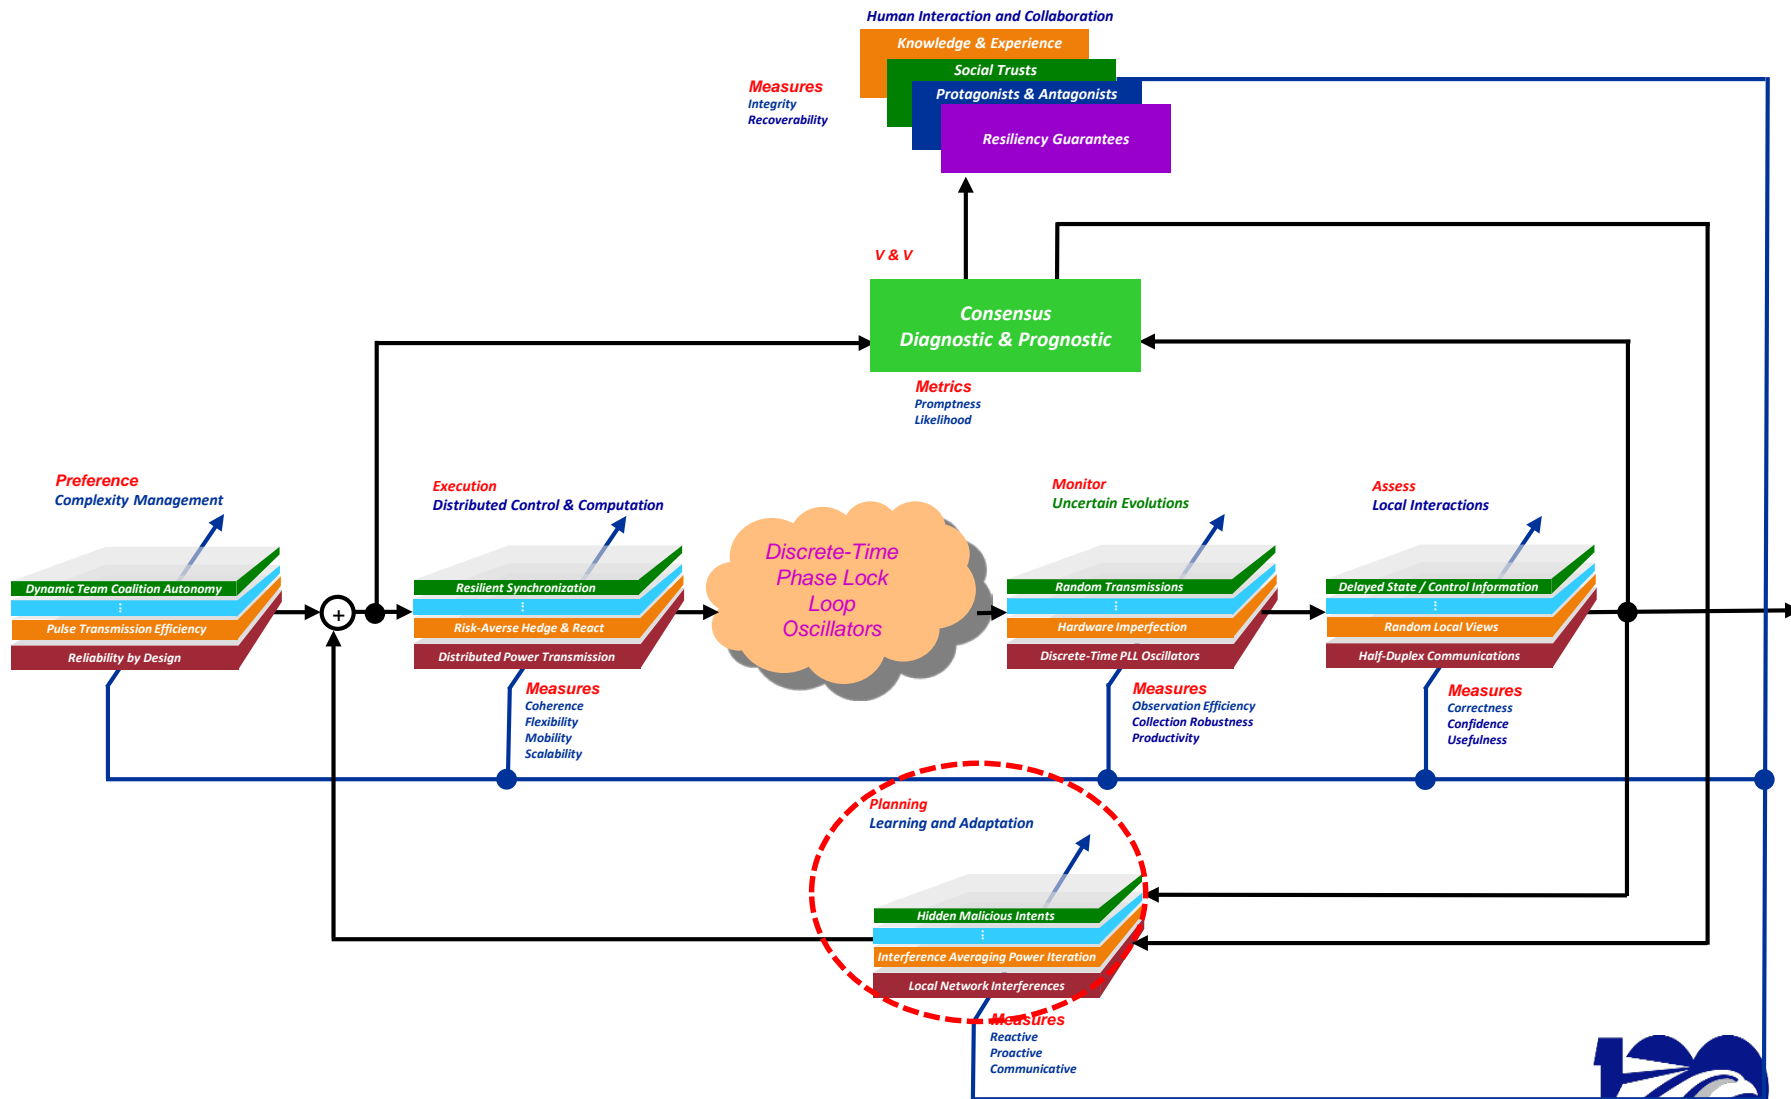 Human Interaction and Collaboration
Knowledge & Experience
Social Trusts
Protagonists & Antagonists
Resiliency Guarantees
Measures
Integrity
Recoverability
V & V
Consensus
Diagnostic & Prognostic
Metrics
Promptness
Likelihood
Preference
Complexity Management
Dynamic Team Coalition Autonomy
⋮
Pulse Transmission Efficiency
Reliability by Design
+
Execution
Distributed Control & Computation
Resilient Synchronization
⋮
Risk-Averse Hedge & React
Distributed Power Transmission
Measures
Coherence
Flexibility
Mobility
Scalability
Discrete-Time
Phase Lock
Loop
Oscillators
Monitor
Uncertain Evolutions
Random Transmissions
⋮
Hardware Imperfection
Discrete-Time PLL Oscillators
Measures
Observation Efficiency
Collection Robustness
Productivity
Assess
Local Interactions
Delayed State / Control Information
⋮
Random Local Views
Half-Duplex Communications
Measures
Correctness
Confidence
Usefulness
Planning
Learning and Adaptation
Hidden Malicious Intents
⋮
Interference Averaging Power Iteration
Local Network Interferences
Measures
Reactive
Proactive
Communicative